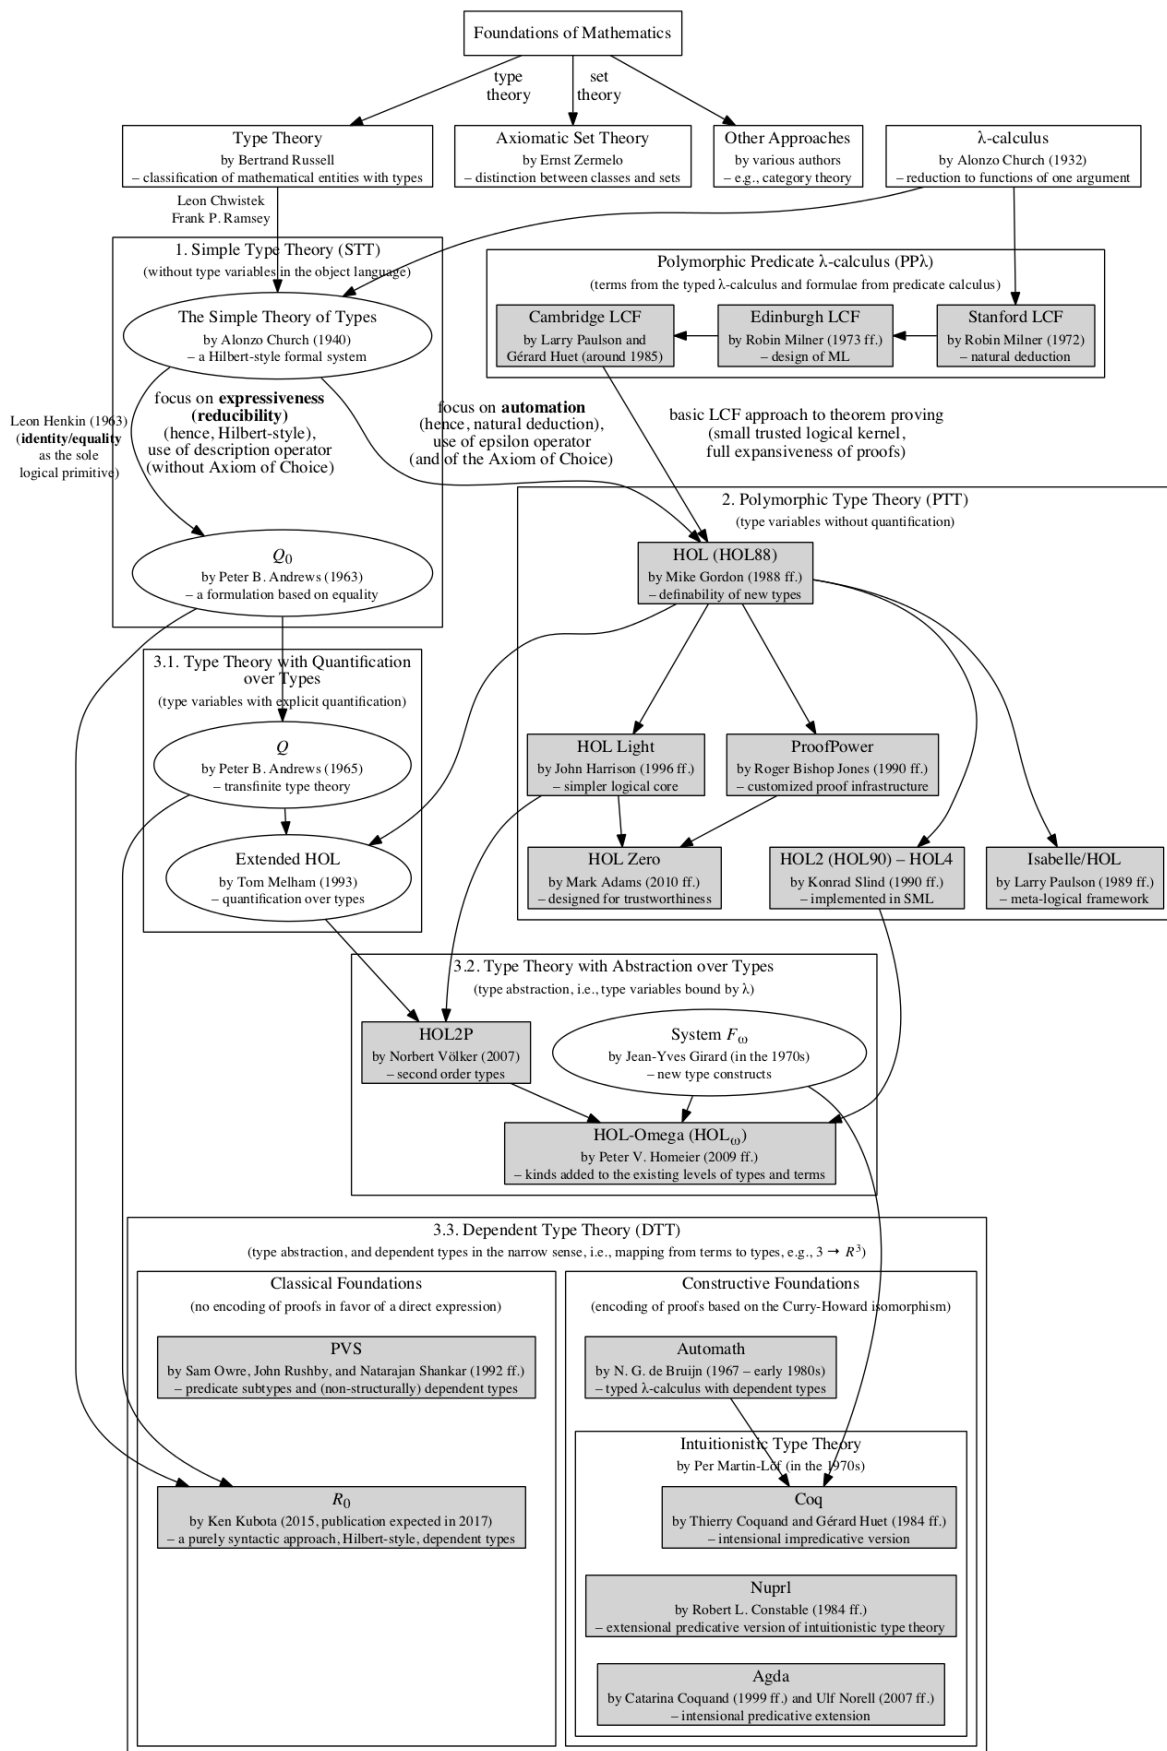 Foundations of Mathematics
type
theory
set
theory
Type Theory
by Bertrand Russell
– classification of mathematical entities with types
Axiomatic Set Theory
by Ernst Zermelo
– distinction between classes and sets
Other Approaches
by various authors
– e.g., category theory
λ-calculus
by Alonzo Church (1932)
– reduction to functions of one argument
Leon Chwistek
Frank P. Ramsey
1. Simple Type Theory (STT)
(without type variables in the object language)
The Simple Theory of Types
by Alonzo Church (1940)
– a Hilbert-style formal system
Polymorphic Predicate λ-calculus (PPλ)
(terms from the typed λ-calculus and formulae from predicate calculus)
Cambridge LCF
by Larry Paulson and
Gérard Huet (around 1985)
Edinburgh LCF
by Robin Milner (1973 ff.)
– design of ML
Stanford LCF
by Robin Milner (1972)
– natural deduction
Leon Henkin (1963)
(identity/equality
as the sole
logical primitive)
focus on expressiveness
(reducibility)
(hence, Hilbert-style),
use of description operator
(without Axiom of Choice)
focus on automation
(hence, natural deduction),
use of epsilon operator
(and of the Axiom of Choice)
basic LCF approach to theorem proving
(small trusted logical kernel,
full expansiveness of proofs)
Q₀
by Peter B. Andrews (1963)
– a formulation based on equality
2. Polymorphic Type Theory (PTT)
(type variables without quantification)
HOL (HOL88)
by Mike Gordon (1988 ff.)
– definability of new types
3.1. Type Theory with Quantification
over Types
(type variables with explicit quantification)
Q
by Peter B. Andrews (1965)
– transfinite type theory
Extended HOL
by Tom Melham (1993)
– quantification over types
HOL Light
by John Harrison (1996 ff.)
– simpler logical core
ProofPower
by Roger Bishop Jones (1990 ff.)
– customized proof infrastructure
HOL Zero
by Mark Adams (2010 ff.)
– designed for trustworthiness
HOL2 (HOL90) – HOL4
by Konrad Slind (1990 ff.)
– implemented in SML
Isabelle/HOL
by Larry Paulson (1989 ff.)
– meta-logical framework
3.2. Type Theory with Abstraction over Types
(type abstraction, i.e., type variables bound by λ)
HOL2P
by Norbert Völker (2007)
– second order types
System F_ω
by Jean-Yves Girard (in the 1970s)
– new type constructs
HOL-Omega (HOL_ω)
by Peter V. Homeier (2009 ff.)
– kinds added to the existing levels of types and terms
3.3. Dependent Type Theory (DTT)
(type abstraction, and dependent types in the narrow sense, i.e., mapping from terms to types, e.g., 3 → R³)
Classical Foundations
(no encoding of proofs in favor of a direct expression)
PVS
by Sam Owre, John Rushby, and Natarajan Shankar (1992 ff.)
– predicate subtypes and (non-structurally) dependent types
R₀
by Ken Kubota (2015, publication expected in 2017)
– a purely syntactic approach, Hilbert-style, dependent types
Constructive Foundations
(encoding of proofs based on the Curry-Howard isomorphism)
Automath
by N. G. de Bruijn (1967 – early 1980s)
– typed λ-calculus with dependent types
Intuitionistic Type Theory
by Per Martin-Löf (in the 1970s)
Coq
by Thierry Coquand and Gérard Huet (1984 ff.)
– intensional impredicative version
Nuprl
by Robert L. Constable (1984 ff.)
– extensional predicative version of intuitionistic type theory
Agda
by Catarina Coquand (1999 ff.) and Ulf Norell (2007 ff.)
– intensional predicative extension